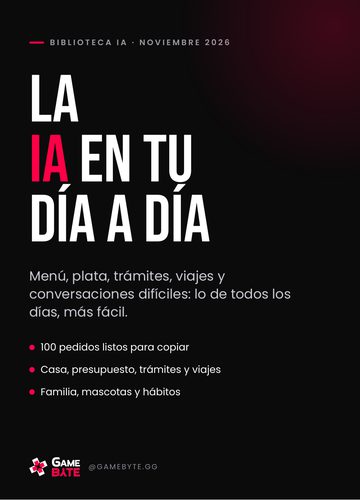 BIBLIOTECA IA · NOVIEMBRE 2026
LA
IA EN TU
DÍA A DÍA
Menú, plata, trámites, viajes y
conversaciones difíciles: lo de todos los
días, más fácil.
100 pedidos listos para copiar
Casa, presupuesto, trámites y viajes
Familia, mascotas y hábitos
GAME
BATE
@GAMEBYTE.GG